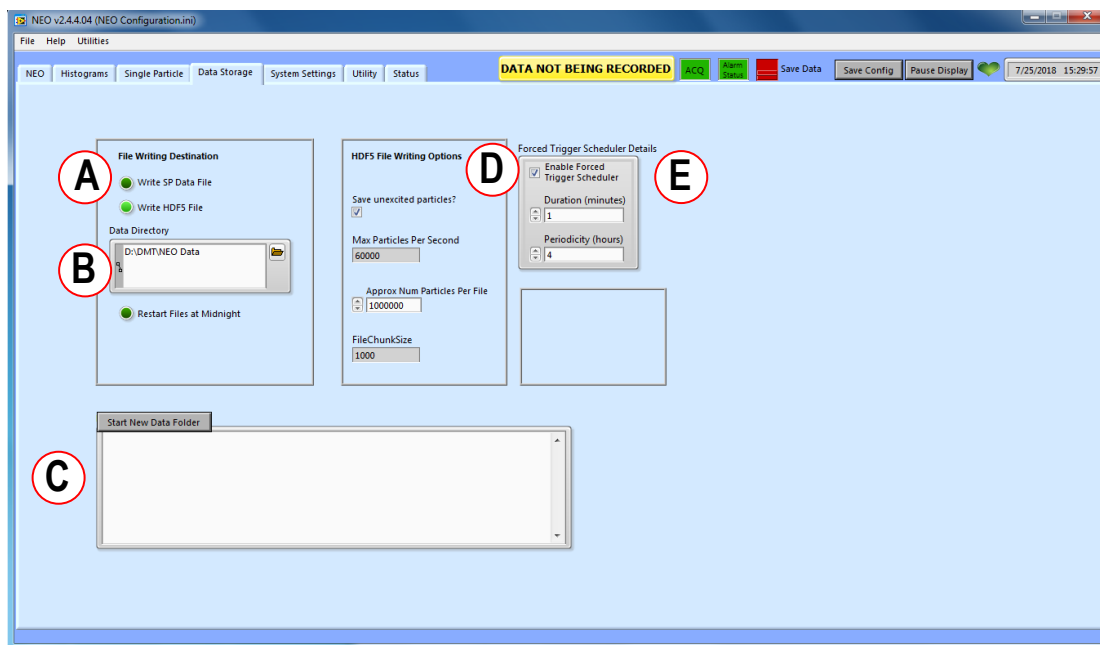 NEO v2.4.4.04 (NEO Configuration.ini)
File Help Utilities
NEO Histograms Single Particle Data Storage System Settings Utility Status
DATA NOT BEING RECORDED
ACQ
Alarm
Status
Save Data
Save Config
Pause Display
7/25/2018 15:29:57
A
File Writing Destination
Write SP Data File
Write HDF5 File
B
Data Directory
D:\DMT\NEO Data
Restart Files at Midnight
HDF5 File Writing Options
Save unexcited particles?
Max Particles Per Second
60000
Approx Num Particles Per File
1000000
FileChunkSize
1000
D
Forced Trigger Scheduler Details
Enable Forced
Trigger Scheduler
Duration (minutes)
1
Periodicity (hours)
4
E
C
Start New Data Folder